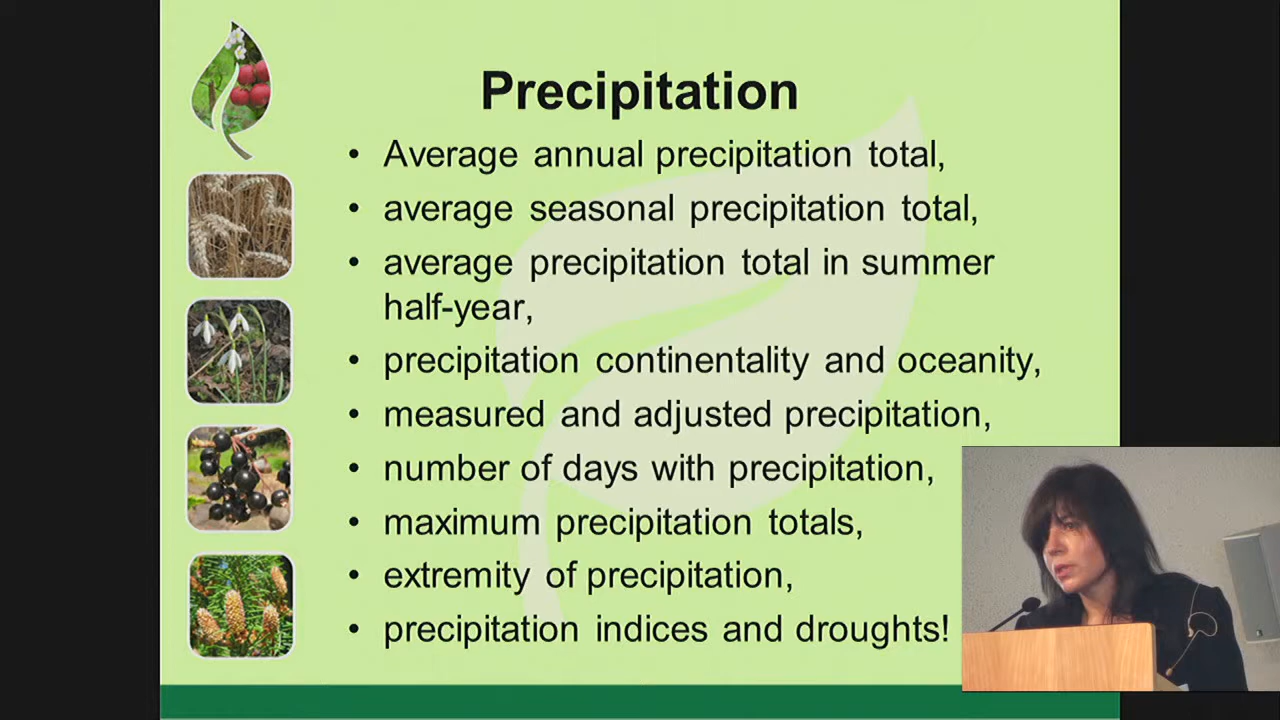 Precipitation
• Average annual precipitation total,
• average seasonal precipitation total,
• average precipitation total in summer
half-year,
• precipitation continentality and oceanity,
• measured and adjusted precipitation,
• number of days with precipitation,
• maximum precipitation totals,
• extremity of precipitation,
• precipitation indices and droughts!